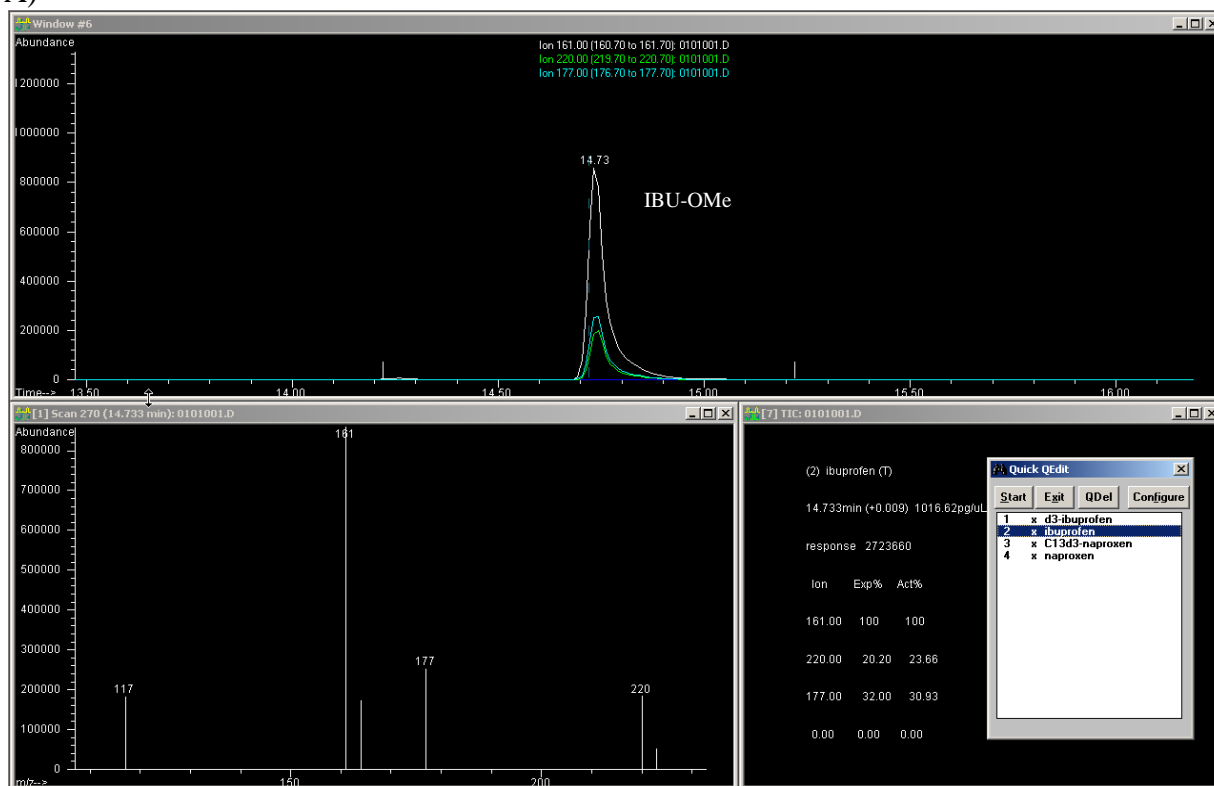 A)
Window #6
Abundance
Ion 161.00 (160.70 to 161.70): 0101001.D
Ion 220.00 (219.70 to 220.70): 0101001.D
Ion 177.00 (176.70 to 177.70): 0101001.D
1200000
1000000
800000
600000
400000
200000
0
14.73
IBU-OMe
Time--> 13.50 14.00 14.50 15.00 15.50 16.00
[1] Scan 270 (14.733 min): 0101001.D
Abundance
800000
700000
600000
500000
400000
300000
200000
100000
0
161
177
117
220
m/z--> 150 200
[7] TIC: 0101001.D
(2) ibuprofen (T)
14.733min (+0.009) 1016.62pg/uL
response 2723660
Ion Exp% Act%
161.00 100 100
220.00 20.20 23.66
177.00 32.00 30.93
0.00 0.00 0.00
Quick QEdit
Start Exit QDel Configure
1 x d3-ibuprofen
2 x ibuprofen
3 x C13d3-naproxen
4 x naproxen